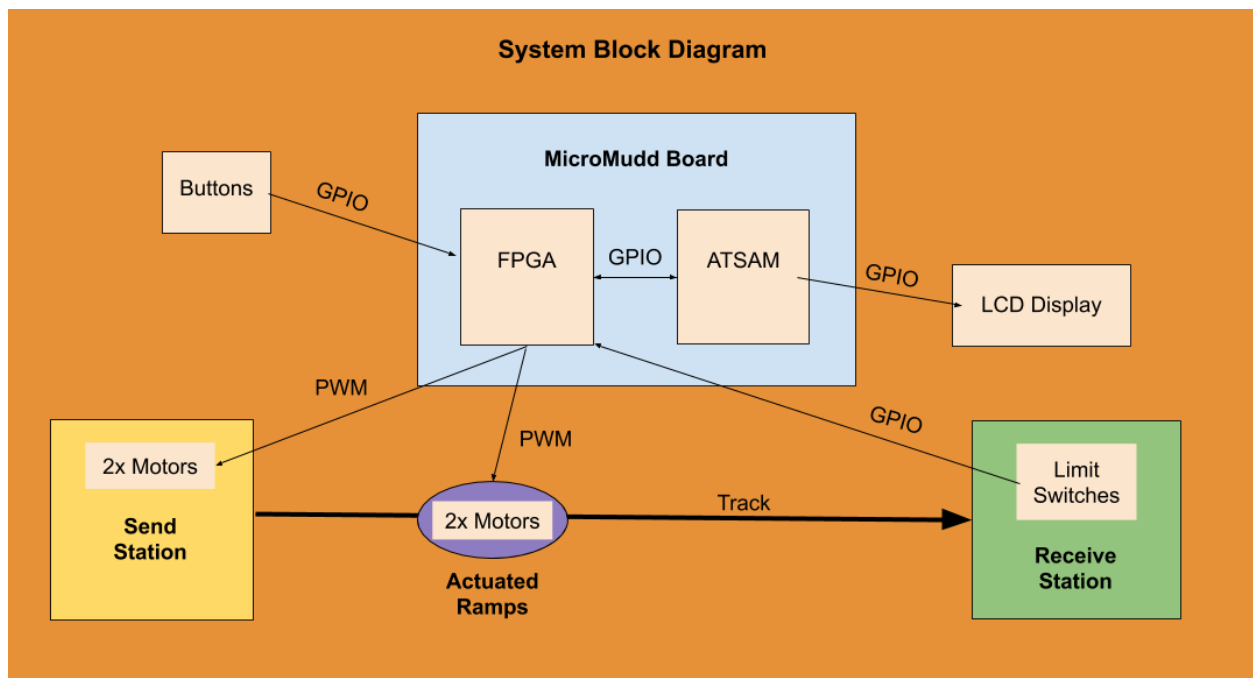 System Block Diagram
MicroMudd Board
Buttons
GPIO
FPGA
GPIO
ATSAM
GPIO
LCD Display
PWM
PWM
GPIO
2x Motors
Send
Station
2x Motors
Actuated
Ramps
Track
Limit
Switches
Receive
Station